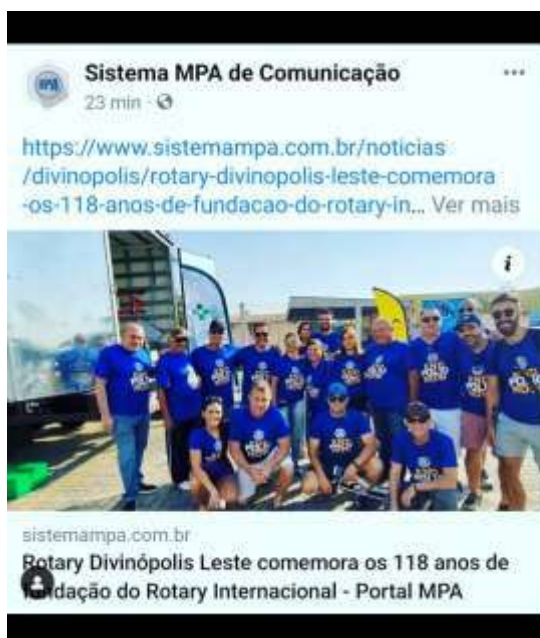 Sistema MPA de Comunicação
23 min
https://www.sistemampa.com.br/noticias
/divinopolis/rotary-divinopolis-leste-comemora
-os-118-anos-de-fundacao-do-rotary-in... Ver mais
sistemampa.com.br
Rotary Divinópolis Leste comemora os 118 anos de
fundação do Rotary Internacional - Portal MPA